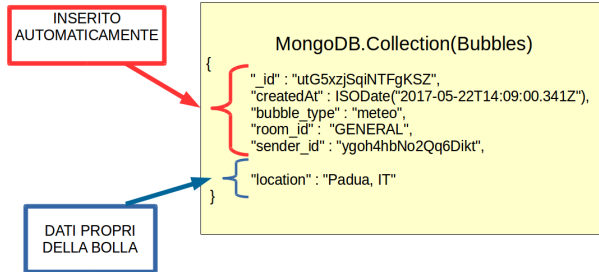 INSERITO
AUTOMATICAMENTE
MongoDB.Collection(Bubbles)
{
"_id" : "utG5xzjSqiNTFgKSZ",
"createdAt" : ISODate("2017-05-22T14:09:00.341Z"),
"bubble_type" : "meteo",
"room_id" : "GENERAL",
"sender_id" : "ygoh4hbNo2Qq6Dikt",
"location" : "Padua, IT"
}
DATI PROPRI
DELLA BOLLA